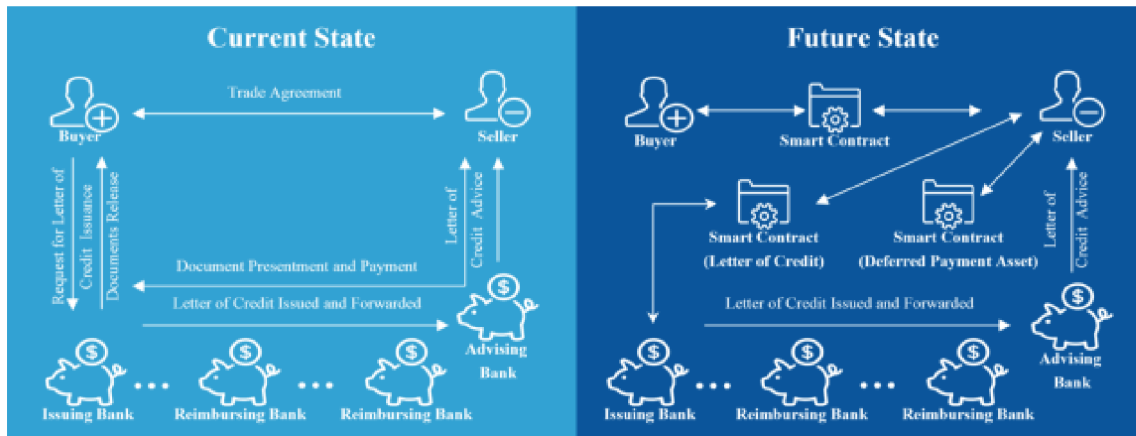 Current State
Trade Agreement
Buyer
Seller
Request for Letter of
Credit Issuance
Documents Release
Letter of
Credit Advice
Document Presentment and Payment
Letter of Credit Issued and Forwarded
Advising
Bank
Issuing Bank
Reimbursing Bank
Reimbursing Bank
Future State
Buyer
Smart Contract
Seller
Smart Contract
(Letter of Credit)
Smart Contract
(Deferred Payment Asset)
Letter of
Credit Advice
Letter of Credit Issued and Forwarded
Advising
Bank
Issuing Bank
Reimbursing Bank
Reimbursing Bank